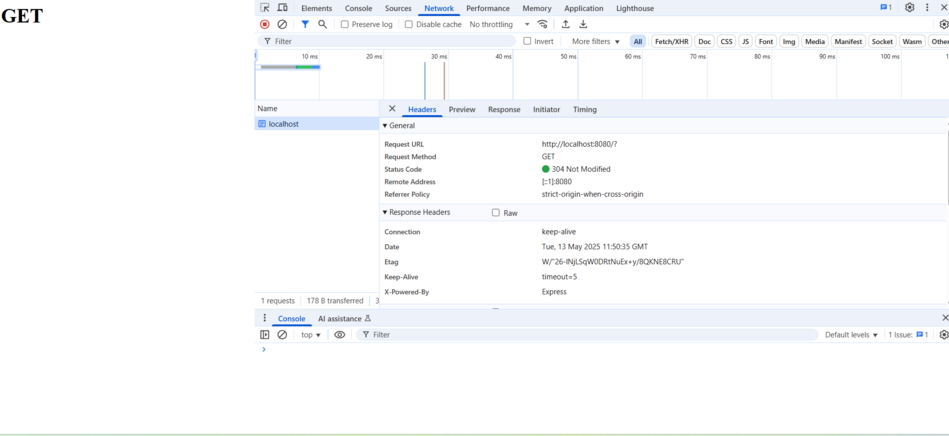 GET
Elements Console Sources Network Performance Memory Application Lighthouse 1
Preserve log Disable cache No throttling
Filter Invert More filters All Fetch/XHR Doc CSS JS Font Img Media Manifest Socket Wasm Other
10 ms 20 ms 30 ms 40 ms 50 ms 60 ms 70 ms 80 ms 90 ms 100 ms 1
Name
localhost
Headers Preview Response Initiator Timing
General
Request URL http://localhost:8080/?
Request Method GET
Status Code 304 Not Modified
Remote Address [::1]:8080
Referrer Policy strict-origin-when-cross-origin
Response Headers Raw
Connection keep-alive
Date Tue, 13 May 2025 11:50:35 GMT
Etag W/"26-lNjLSqW0DRtNuEx+y/8QKNE8CRU"
Keep-Alive timeout=5
X-Powered-By Express
1 requests 178 B transferred 3
Console AI assistance
top Filter Default levels 1 Issue: 1